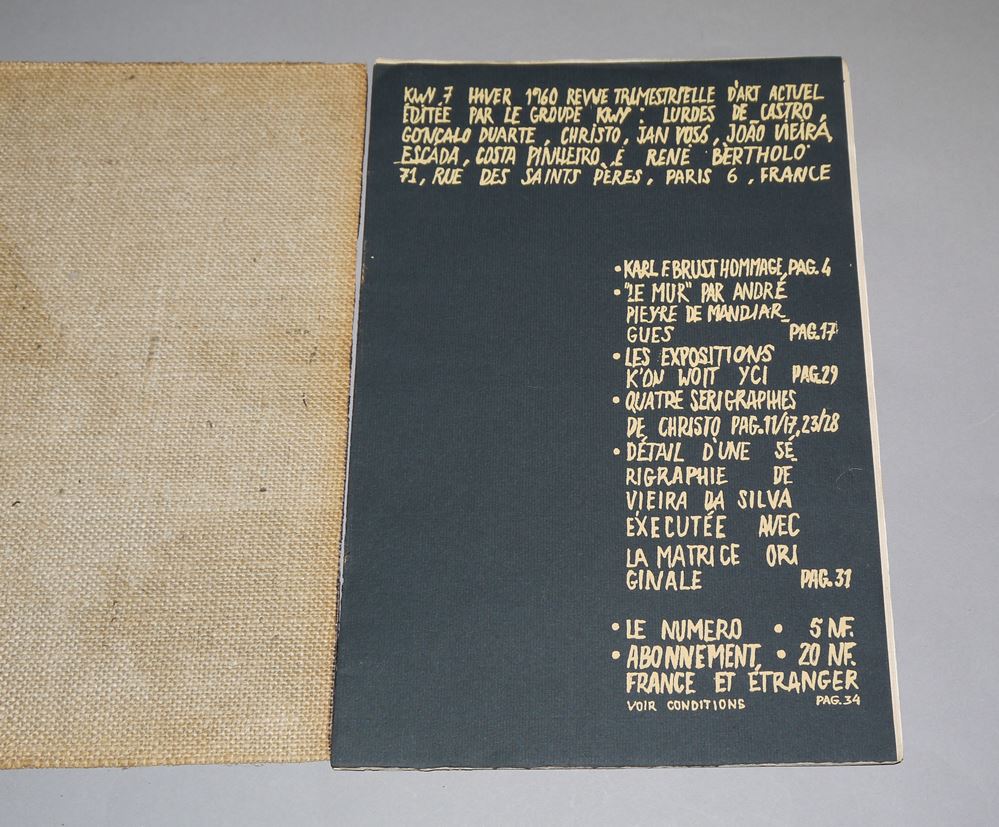 KWY 7 HIVER 1960 REVUE TRIMESTRIELLE D'ART ACTUEL
ÉDITÉE PAR LE GROUPE KWY : LURDES DE CASTRO,
GONÇALO DUARTE, CHRISTO, JAN VOSS, JOÃO VIEIRA,
ESCADA, COSTA PINHEIRO E RENÉ BÈRTHOLO
71, RUE DES SAINTS PÈRES, PARIS 6, FRANCE
• KARL F. BRUST HOMMAGE, PAG. 4
• "LE MUR" PAR ANDRÉ
PIEYRE DE MANDIAR_
GUES PAG. 17
• LES EXPOSITIONS
K'ON WOIT YCI PAG. 29
• QUATRE SERIGRAPHIES
DE CHRISTO PAG. 11/17, 23/28
• DÉTAIL D'UNE SÉ_
RIGRAPHIE DE
VIEIRA DA SILVA
EXECUTÉE AVEC
LA MATRICE ORI
GINALE PAG. 31
• LE NUMERO • 5 NF.
• ABONNEMENT, • 20 NF.
FRANCE ET ÉTRANGER
VOIR CONDITIONS PAG. 34